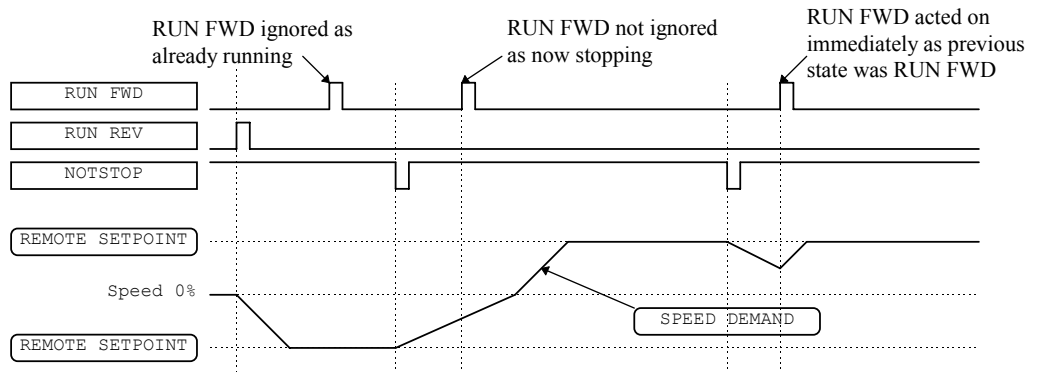 RUN FWD ignored as
already running
RUN FWD not ignored
as now stopping
RUN FWD acted on
immediately as previous
state was RUN FWD
RUN FWD
RUN REV
NOTSTOP
REMOTE SETPOINT
Speed 0%
SPEED DEMAND
REMOTE SETPOINT